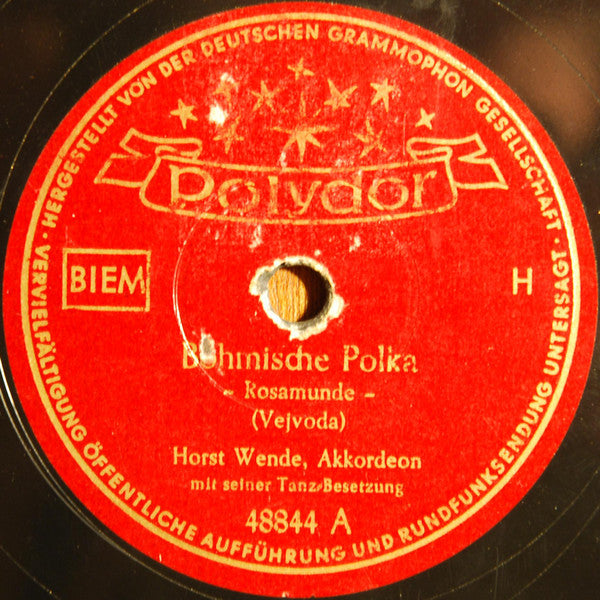 · HERGESTELLT VON DER DEUTSCHEN GRAMMOPHON GESELLSCHAFT ·
VERVIELFÄLTIGUNG ÖFFENTLICHE AUFFÜHRUNG UND RUNDFUNKSENDUNG UNTERSAGT ·
Polydor
BIEM
H
Böhmische Polka
- Rosamunde -
(Vejvoda)
Horst Wende, Akkordeon
mit seiner Tanz-Besetzung
48844 A